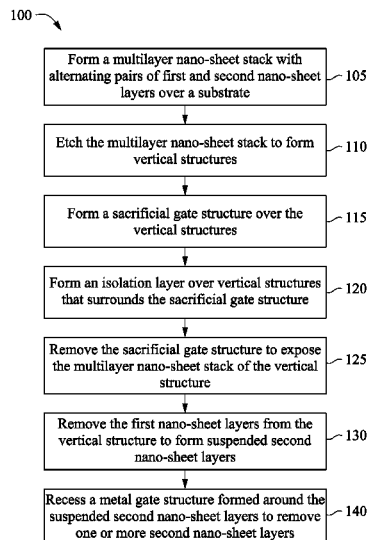 100
Form a multilayer nano-sheet stack with
alternating pairs of first and second nano-sheet
layers over a substrate
105
Etch the multilayer nano-sheet stack to form
vertical structures
110
Form a sacrificial gate structure over the
vertical structures
115
Form an isolation layer over vertical structures
that surrounds the sacrificial gate structure
120
Remove the sacrificial gate structure to expose
the multilayer nano-sheet stack of the vertical
structure
125
Remove the first nano-sheet layers from the
vertical structure to form suspended second
nano-sheet layers
130
Recess a metal gate structure formed around the
suspended second nano-sheet layers to remove
one or more second nano-sheet layers
140